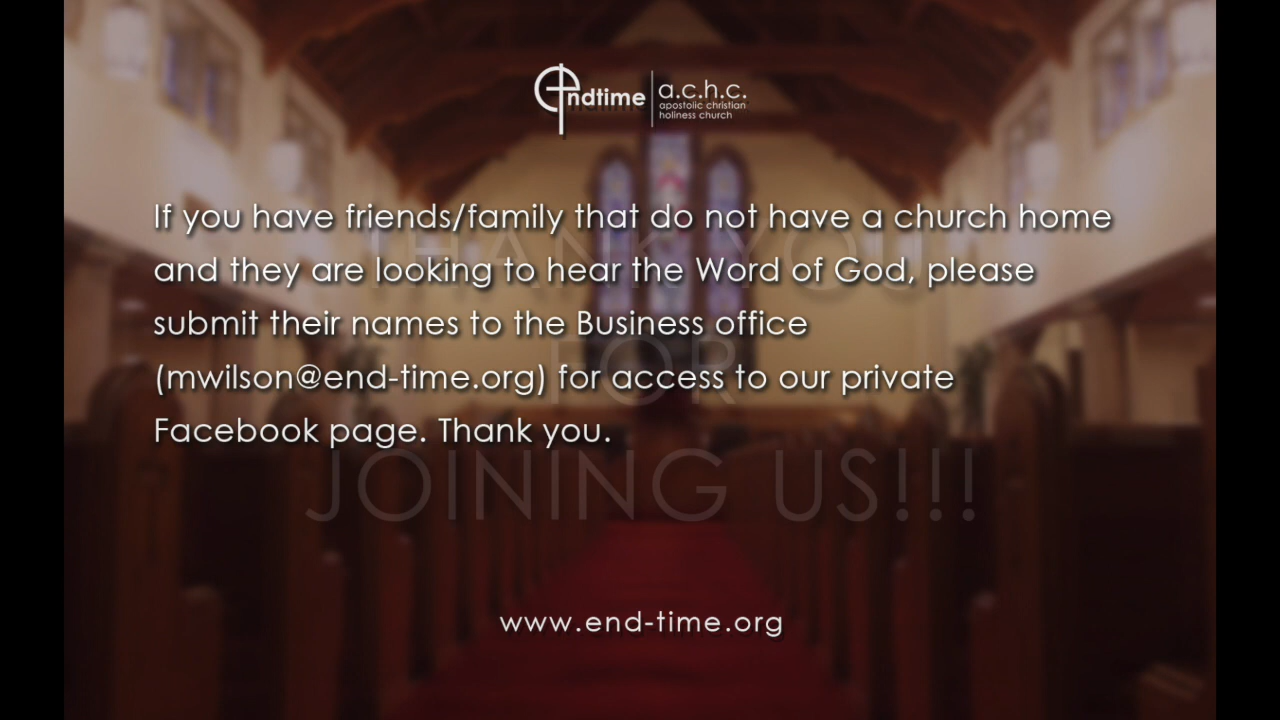 endtime
a.c.h.c.
apostolic christian
holiness church
If you have friends/family that do not have a church home
and they are looking to hear the Word of God, please
submit their names to the Business office
(mwilson@end-time.org) for access to our private
Facebook page. Thank you.
THANK YOU
FOR
JOINING US!!!
www.end-time.org